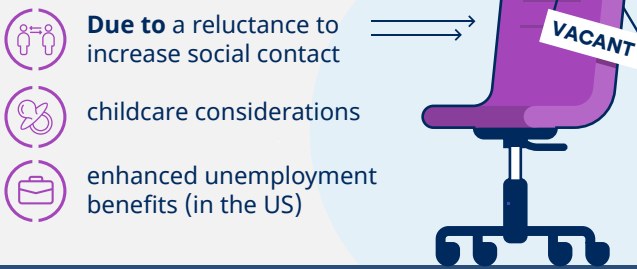 Due to a reluctance to
increase social contact
VACANT
childcare considerations
enhanced unemployment
benefits (in the US)